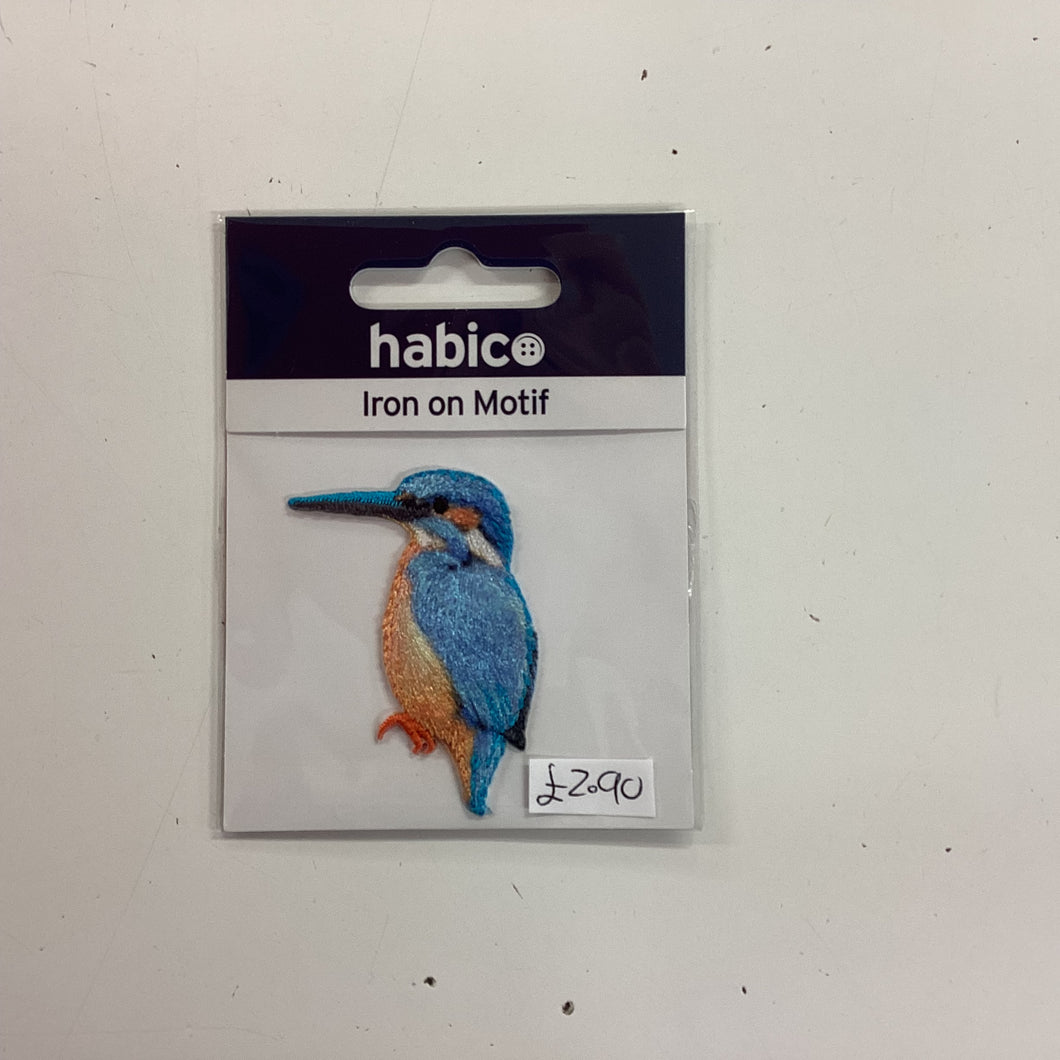 habico
Iron on Motif
£2.90